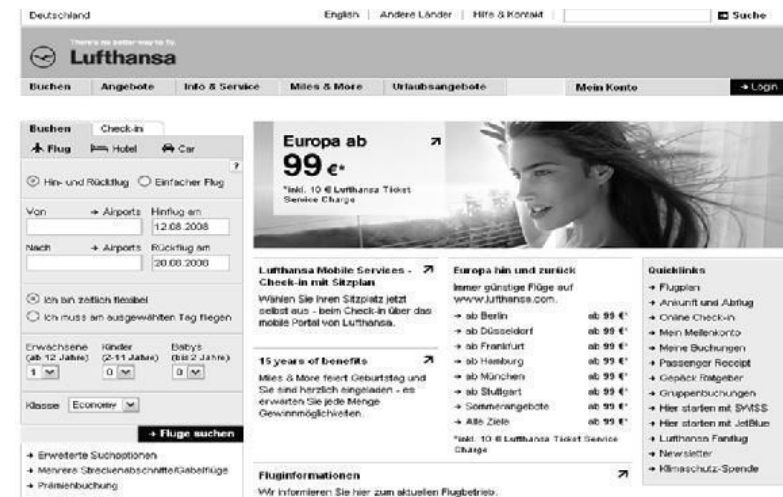 Deutschland
English | Andere Länder | Hilfe & Kontakt
Suche
There's no better way to fly.
Lufthansa
Buchen Angebote Info & Service Miles & More Urlaubsangebote Mein Konto Login
Buchen Check-in
Flug Hotel Car
?
Hin- und Rückflug Einfacher Flug
Von Airports Hinflug am
12.08.2008
Nach Airports Rückflug am
20.08.2008
Ich bin zeitlich flexibel
Ich muss am ausgewählten Tag fliegen
Erwachsene Kinder Babys
(ab 12 Jahre) (2-11 Jahre) (bis 2 Jahre)
1 0 0
Klasse Economy
Flüge suchen
Erweiterte Suchoptionen
Mehrere Streckenabschnitte/Gabelflüge
Prämienbuchung
Europa ab
99 €*
*inkl. 10 € Lufthansa Ticket
Service Charge
Lufthansa Mobile Services -
Check-in mit Sitzplan
Wählen Sie Ihren Sitzplatz jetzt
selbst aus - beim Check-in über das
mobile Portal von Lufthansa.
15 years of benefits
Miles & More feiert Geburtstag und
Sie sind herzlich eingeladen - es
erwarten Sie jede Menge
Gewinnmöglichkeiten.
Europa hin und zurück
Immer günstige Flüge auf
www.lufthansa.com.
ab Berlin ab 99 €*
ab Düsseldorf ab 99 €*
ab Frankfurt ab 99 €*
ab Hamburg ab 99 €*
ab München ab 99 €*
ab Stuttgart ab 99 €*
Sommerangebote ab 99 €*
Alle Ziele ab 99 €*
*inkl. 10 € Lufthansa Ticket Service
Charge
Fluginformationen
Wir informieren Sie hier zum aktuellen Flugbetrieb.
Quicklinks
Flugplan
Ankunft und Abflug
Online Check-in
Mein Meilenkonto
Meine Buchungen
Passenger Receipt
Gepäck Ratgeber
Gruppenbuchungen
Hier starten mit SWISS
Hier starten mit JetBlue
Lufthansa Fanflug
Newsletter
Klimaschutz-Spende